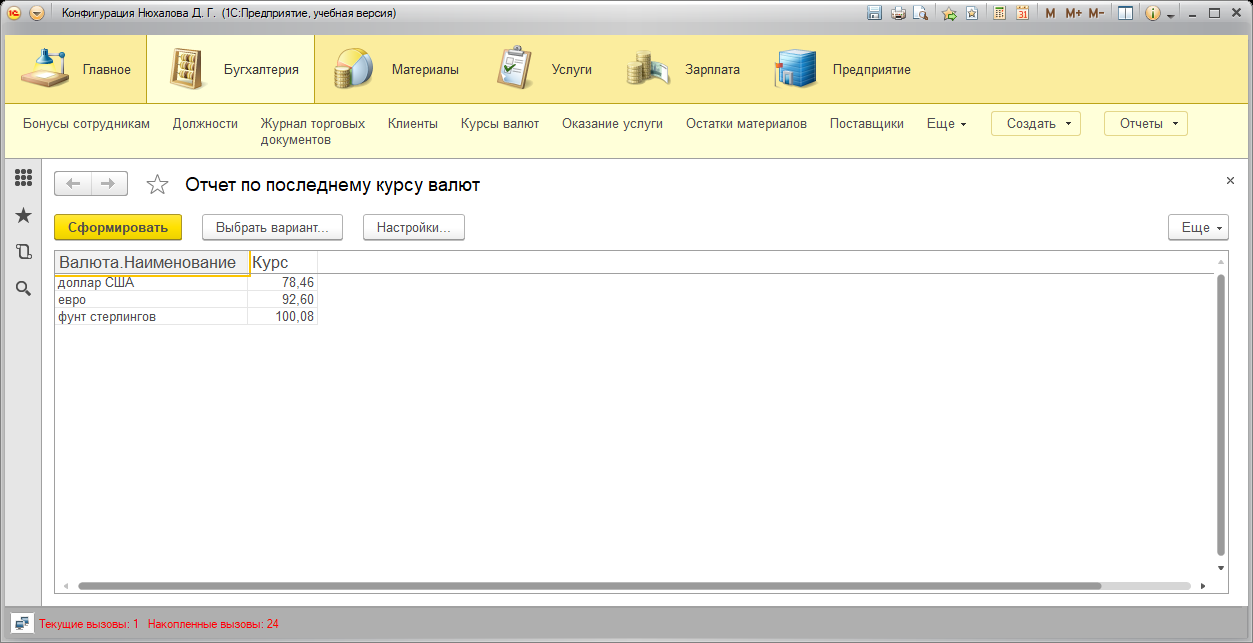 Конфигурация Нюхалова Д. Г. (1С:Предприятие, учебная версия)
M M+ M-
31
Главное Бухгалтерия Материалы Услуги Зарплата Предприятие
Бонусы сотрудникам Должности Журнал торговых документов Клиенты Курсы валют Оказание услуги Остатки материалов Поставщики Еще Создать Отчеты
Отчет по последнему курсу валют
Сформировать Выбрать вариант... Настройки... Еще
Валюта.Наименование Курс
доллар США 78,46
евро 92,60
фунт стерлингов 100,08
Текущие вызовы: 1 Накопленные вызовы: 24